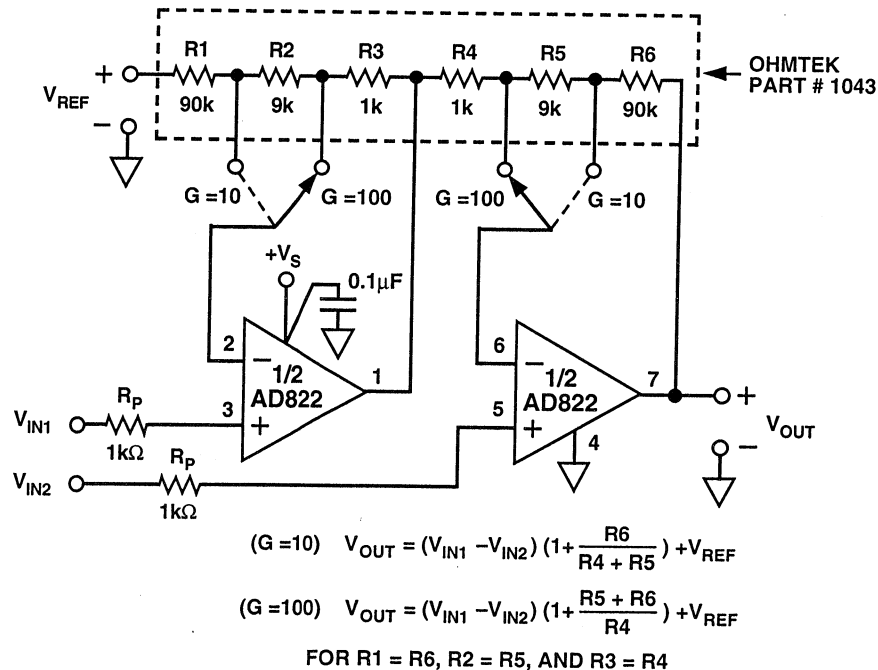 R1 R2 R3 R4 R5 R6
+
V_REF
−
90k 9k 1k 1k 9k 90k
OHMTEK
PART # 1043
G =10 G =100 G =100 G =10
+V_S
0.1µF
2 − 1/2 AD822 1
3 +
6 − 1/2 AD822 7
5 +
4
V_IN1
R_P
1kΩ
V_IN2
R_P
1kΩ
+
V_OUT
−
(G =10) V_OUT = (V_IN1 −V_IN2) (1+ R6 / R4 + R5 ) +V_REF
(G =100) V_OUT = (V_IN1 −V_IN2) (1+ R5 + R6 / R4 ) +V_REF
FOR R1 = R6, R2 = R5, AND R3 = R4